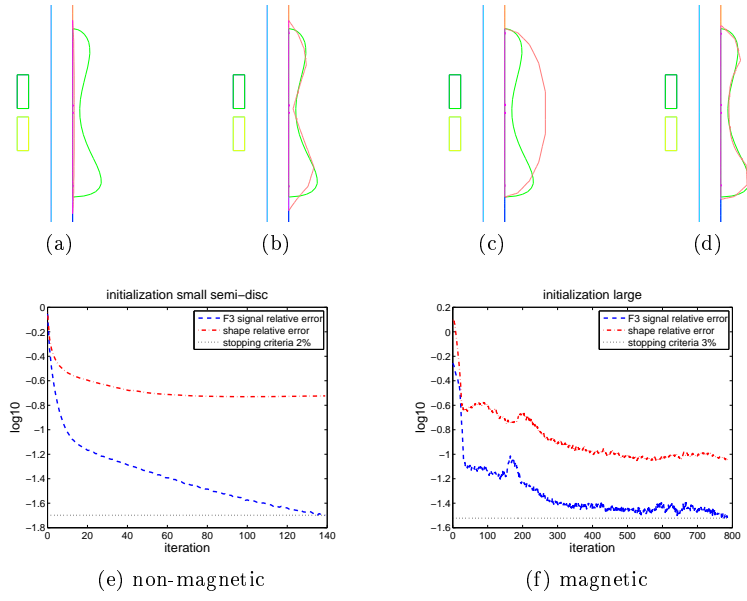 (a)
(b)
(c)
(d)
initialization small semi-disc
0
-0.2
-0.4
-0.6
-0.8
-1
-1.2
-1.4
-1.6
-1.8
log10
F3 signal relative error
shape relative error
stopping criteria 2%
0 20 40 60 80 100 120 140
iteration
(e) non-magnetic
initialization large
0.2
0
-0.2
-0.4
-0.6
-0.8
-1
-1.2
-1.4
-1.6
log10
F3 signal relative error
shape relative error
stopping criteria 3%
0 100 200 300 400 500 600 700 800
iteration
(f) magnetic